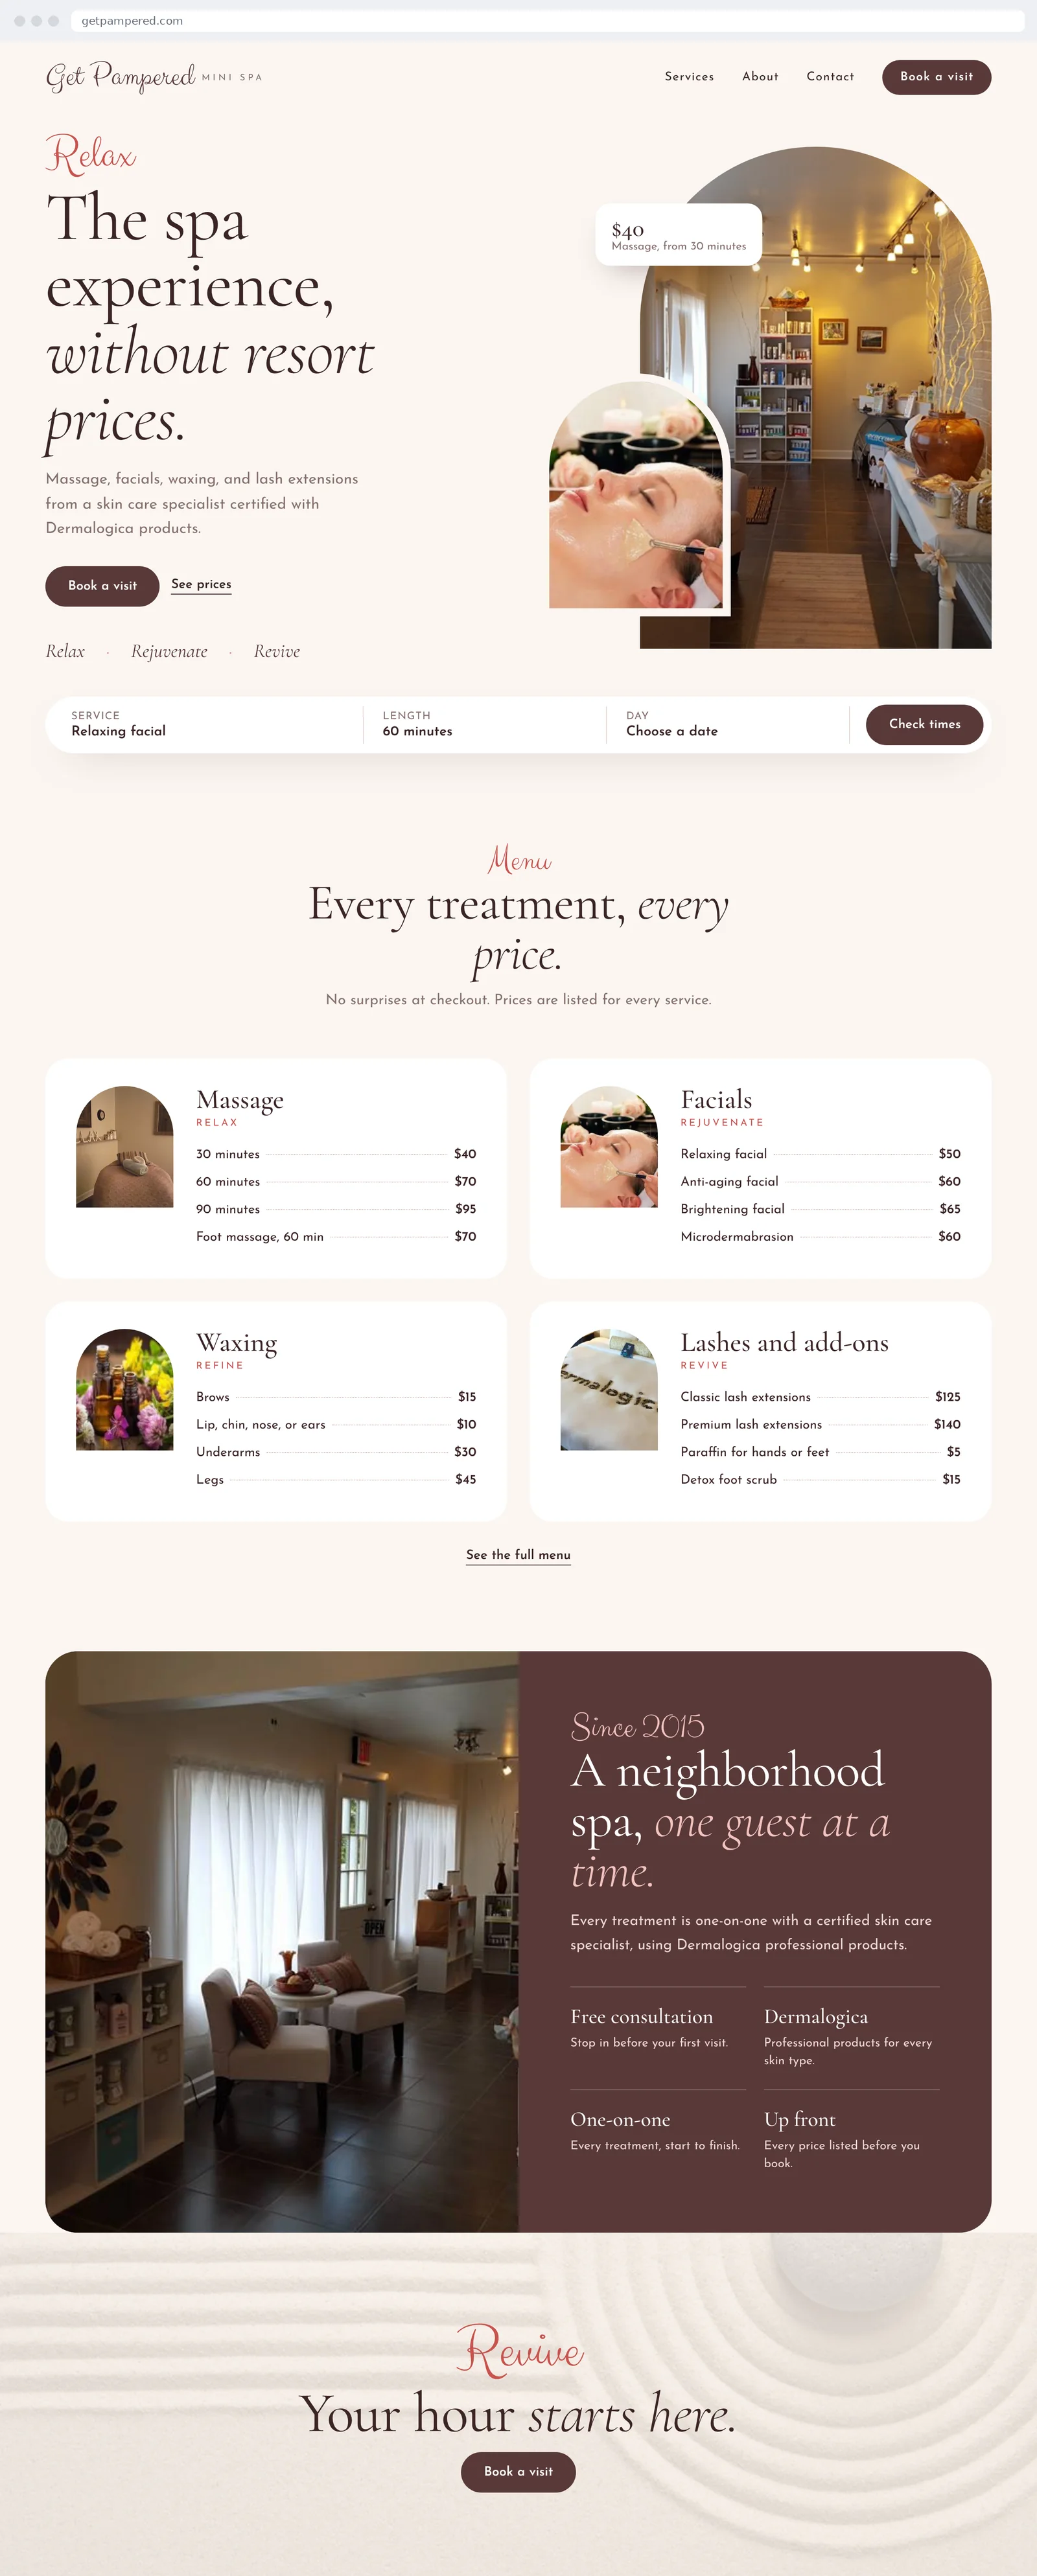 getpampered.com
Get Pampered MINI SPA
Services About Contact Book a visit
Relax
The spa
experience,
without resort
prices.
$40
Massage, from 30 minutes
Massage, facials, waxing, and lash extensions
from a skin care specialist certified with
Dermalogica products.
Book a visit See prices
Relax · Rejuvenate · Revive
SERVICE
Relaxing facial
LENGTH
60 minutes
DAY
Choose a date
Check times
Menu
Every treatment, every
price.
No surprises at checkout. Prices are listed for every service.
Massage
RELAX
30 minutes $40
60 minutes $70
90 minutes $95
Foot massage, 60 min $70
Facials
REJUVENATE
Relaxing facial $50
Anti-aging facial $60
Brightening facial $65
Microdermabrasion $60
Waxing
REFINE
Brows $15
Lip, chin, nose, or ears $10
Underarms $30
Legs $45
ermalogic
Lashes and add-ons
REVIVE
Classic lash extensions $125
Premium lash extensions $140
Paraffin for hands or feet $5
Detox foot scrub $15
See the full menu
OPEN
Since 2015
A neighborhood
spa, one guest at a
time.
Every treatment is one-on-one with a certified skin care
specialist, using Dermalogica professional products.
Free consultation
Stop in before your first visit.
Dermalogica
Professional products for every
skin type.
One-on-one
Every treatment, start to finish.
Up front
Every price listed before you
book.
Revive
Your hour starts here.
Book a visit